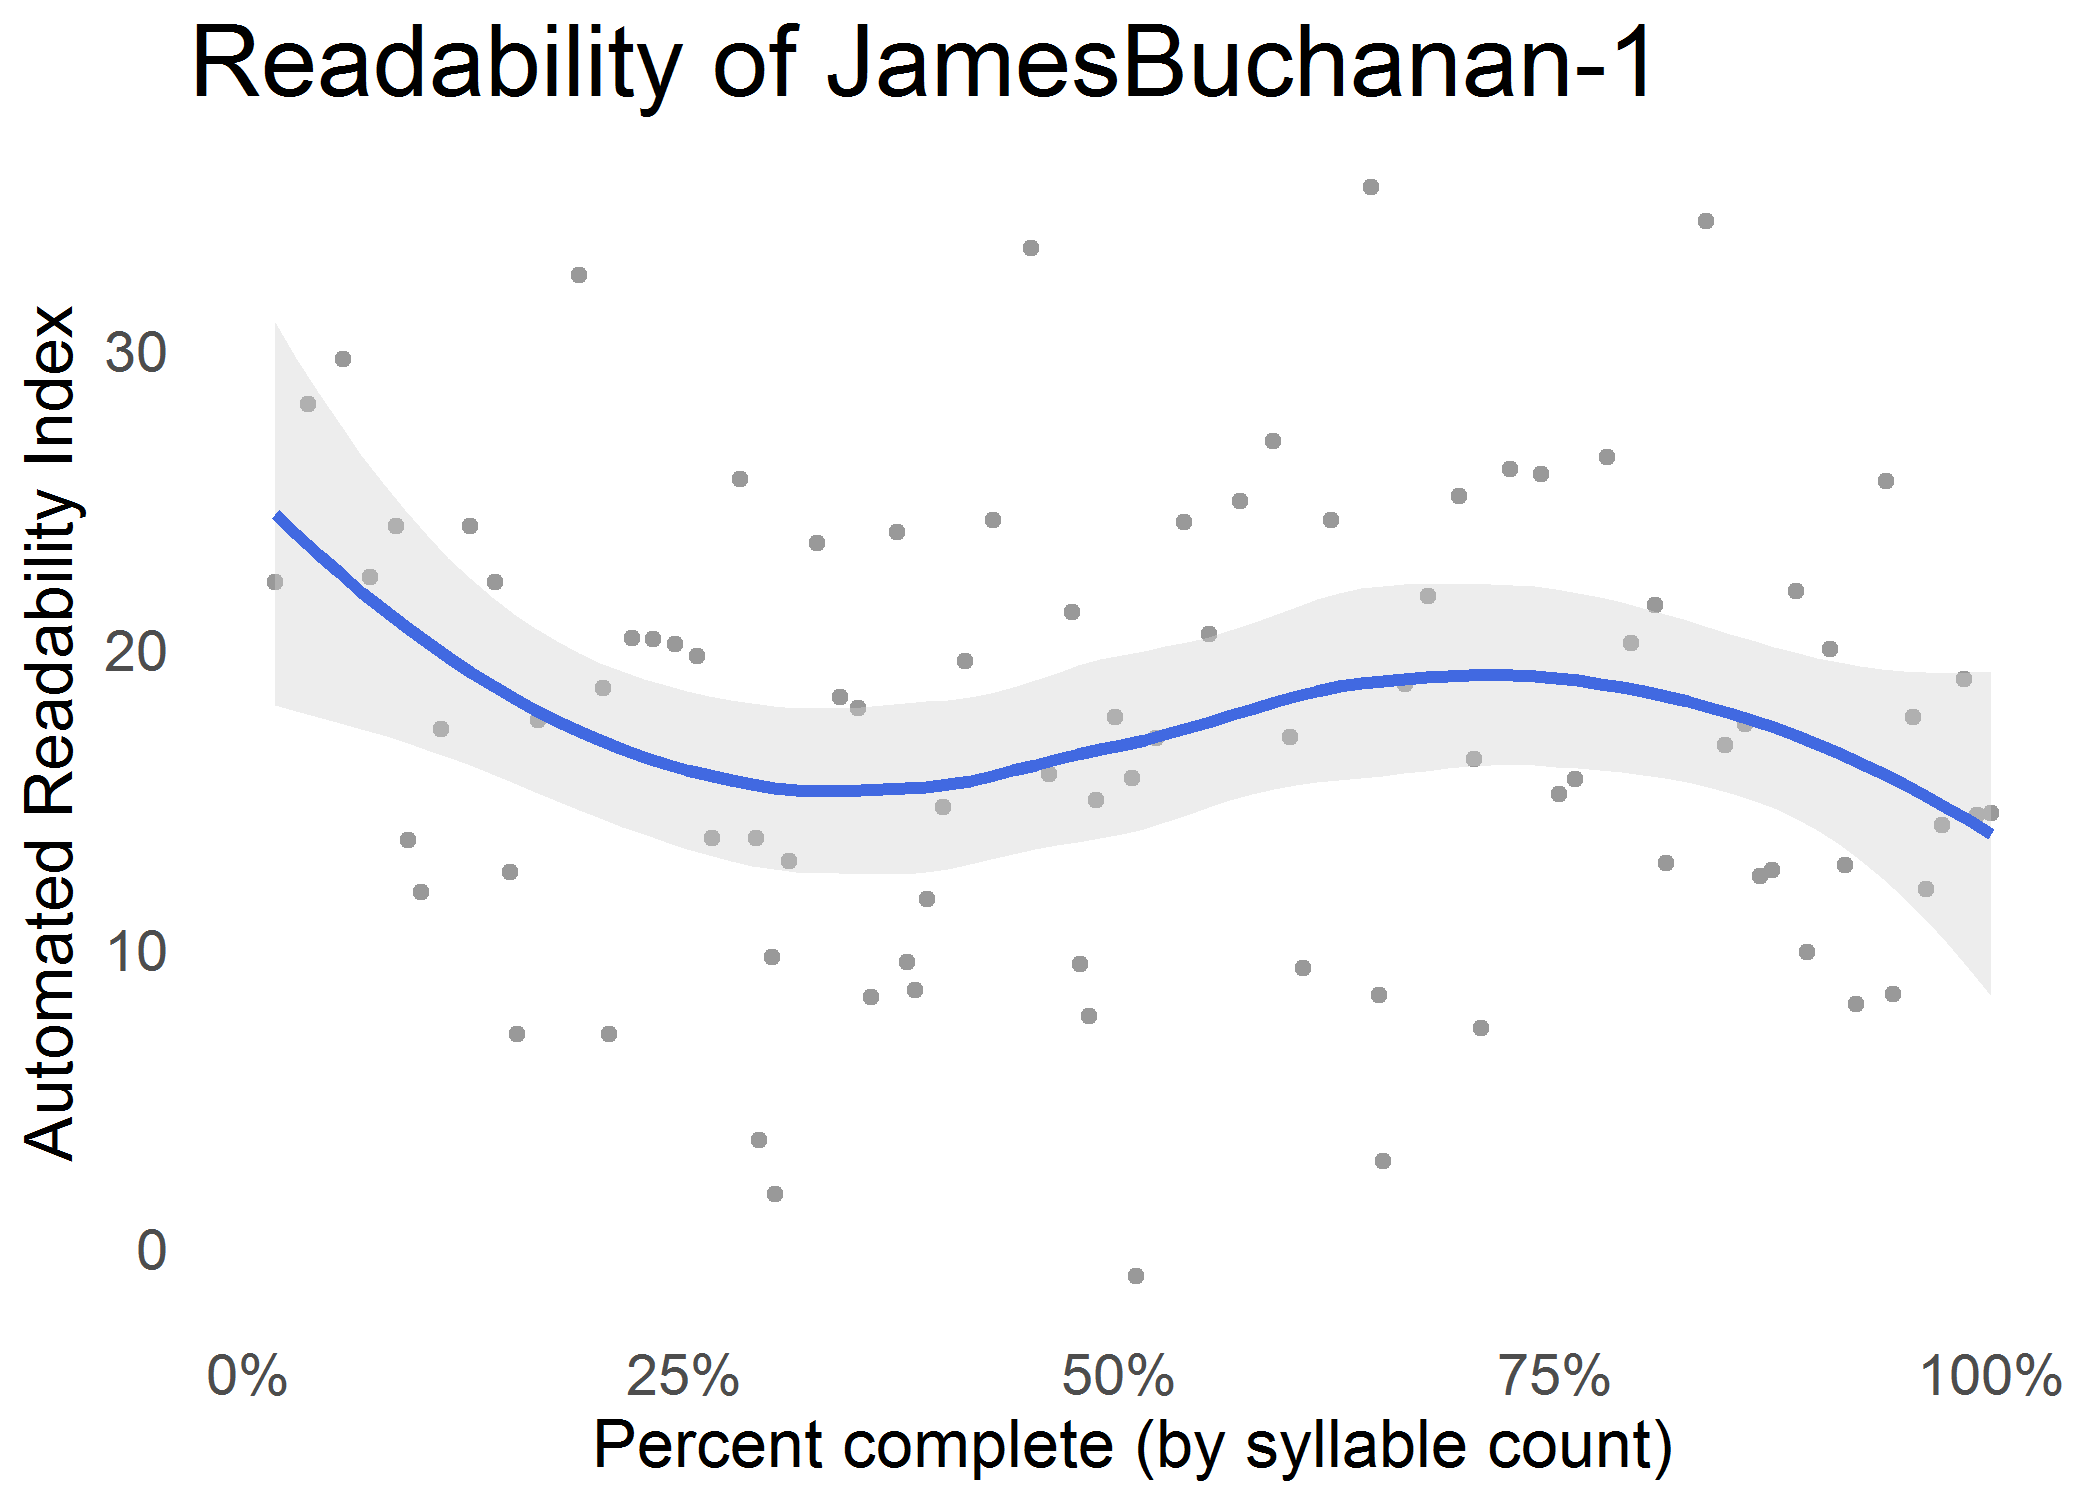 Readability of JamesBuchanan-1
Automated Readability Index
30
20
10
0
0% 25% 50% 75% 100%
Percent complete (by syllable count)